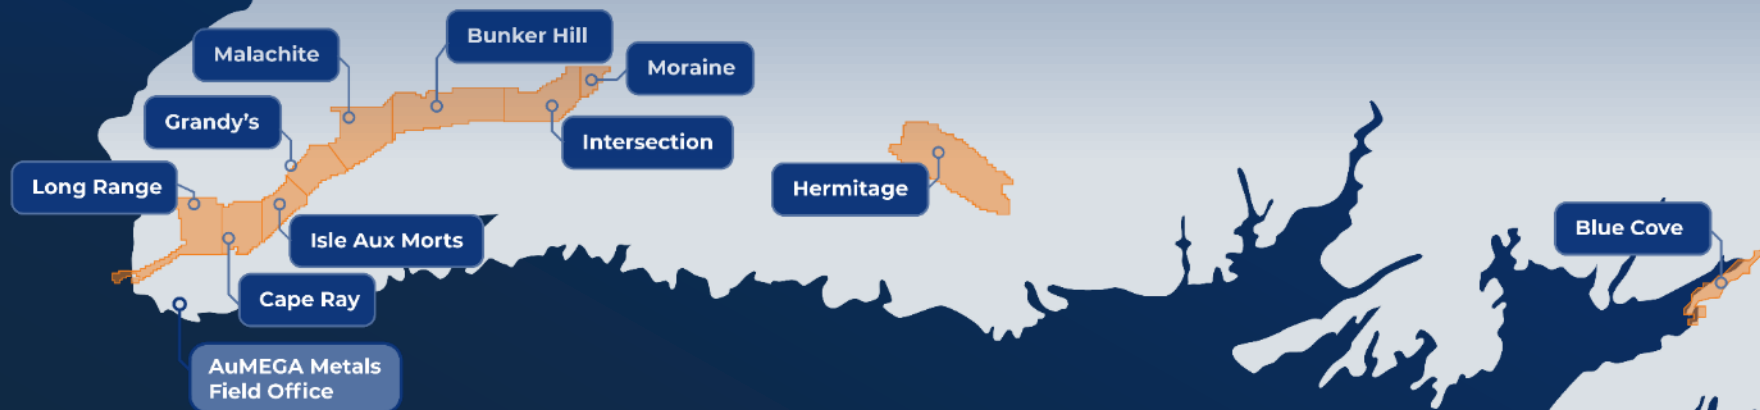 Bunker Hill
Malachite
Moraine
Grandy's
Intersection
Long Range
Hermitage
Blue Cove
Isle Aux Morts
Cape Ray
AuMEGA Metals
Field Office